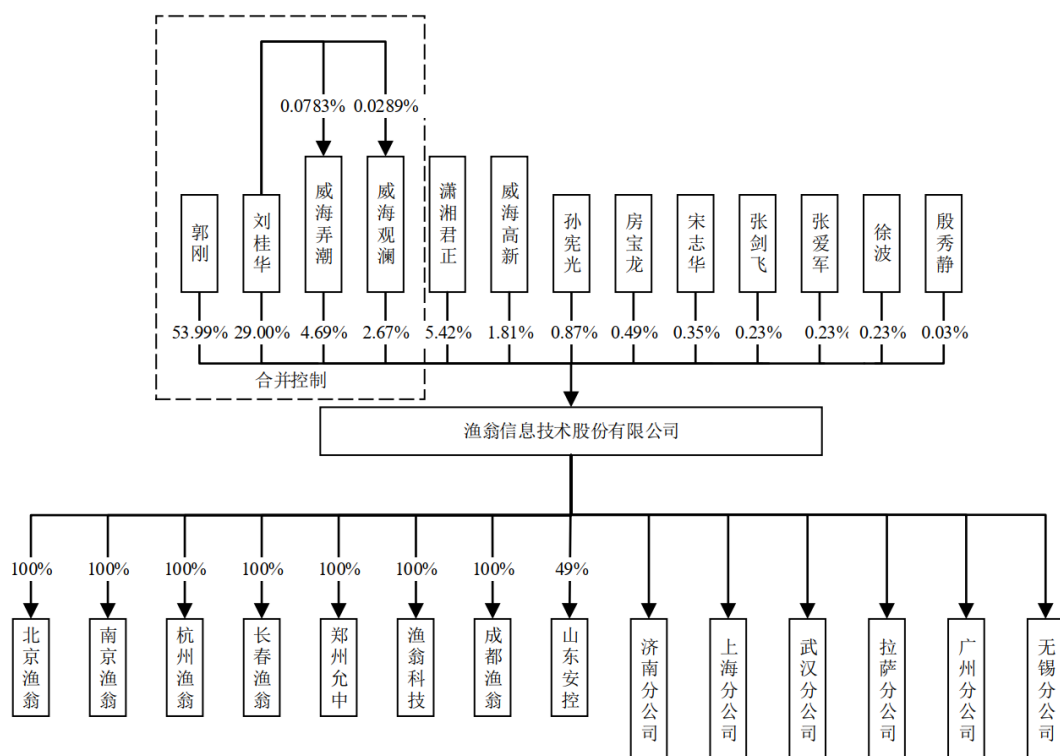 0.0783%
0.0289%
郭刚
刘桂华
威海弄潮
威海观澜
潇湘君正
威海高新
孙宪光
房宝龙
宋志华
张剑飞
张爱军
徐波
殷秀静
53.99%
29.00%
4.69%
2.67%
5.42%
1.81%
0.87%
0.49%
0.35%
0.23%
0.23%
0.23%
0.03%
合并控制
渔翁信息技术股份有限公司
100%
100%
100%
100%
100%
100%
100%
49%
北京渔翁
南京渔翁
杭州渔翁
长春渔翁
郑州允中
渔翁科技
成都渔翁
山东安控
济南分公司
上海分公司
武汉分公司
拉萨分公司
广州分公司
无锡分公司